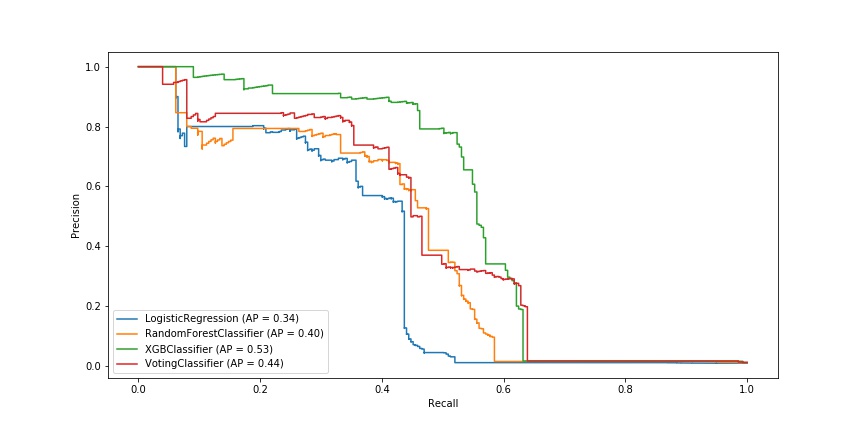 1.0
0.8
0.6
0.4
0.2
0.0
Precision
LogisticRegression (AP = 0.34)
RandomForestClassifier (AP = 0.40)
XGBClassifier (AP = 0.53)
VotingClassifier (AP = 0.44)
0.0 0.2 0.4 0.6 0.8 1.0
Recall